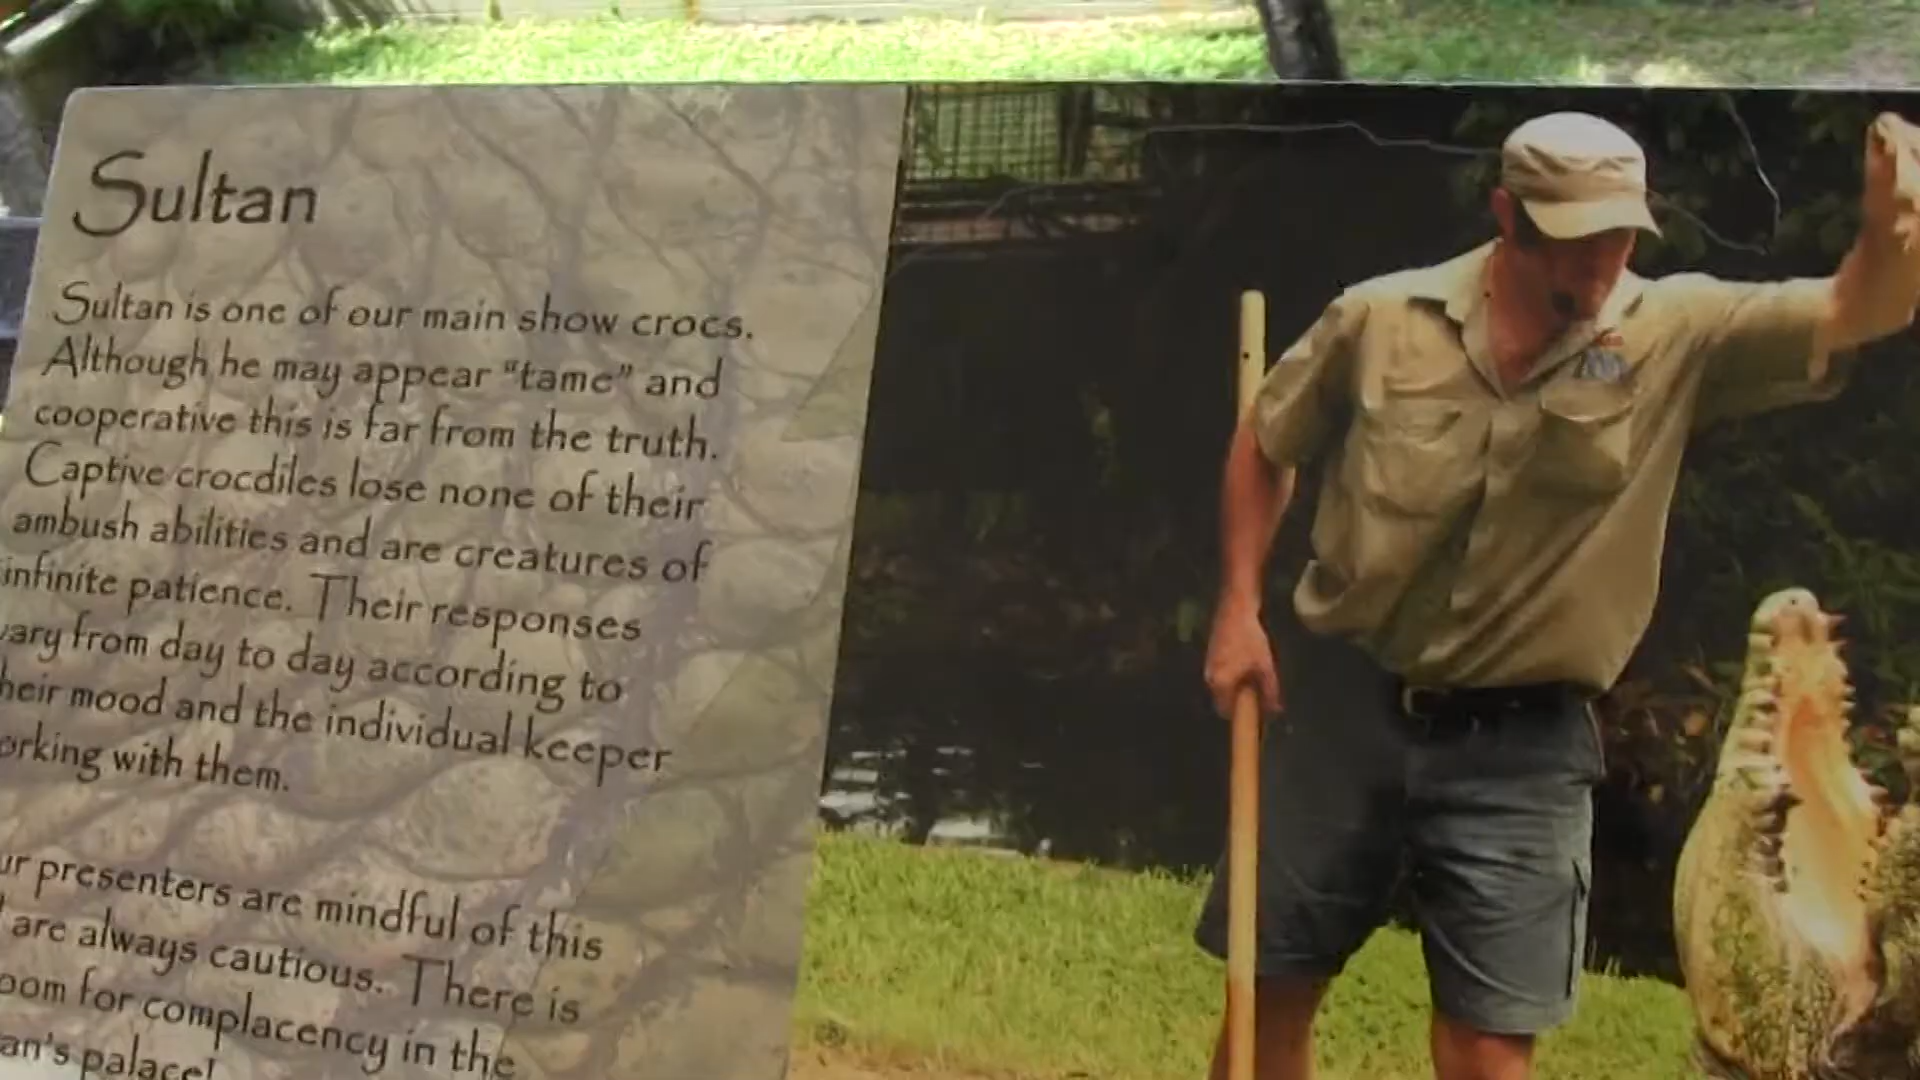 Sultan
Sultan is one of our main show crocs.
Although he may appear "tame" and
cooperative this is far from the truth.
Captive crocdiles lose none of their
ambush abilities and are creatures of
infinite patience. Their responses
vary from day to day according to
their mood and the individual keeper
working with them.
presenters are mindful of this
are always cautious. There is
for complacency in the
palace!